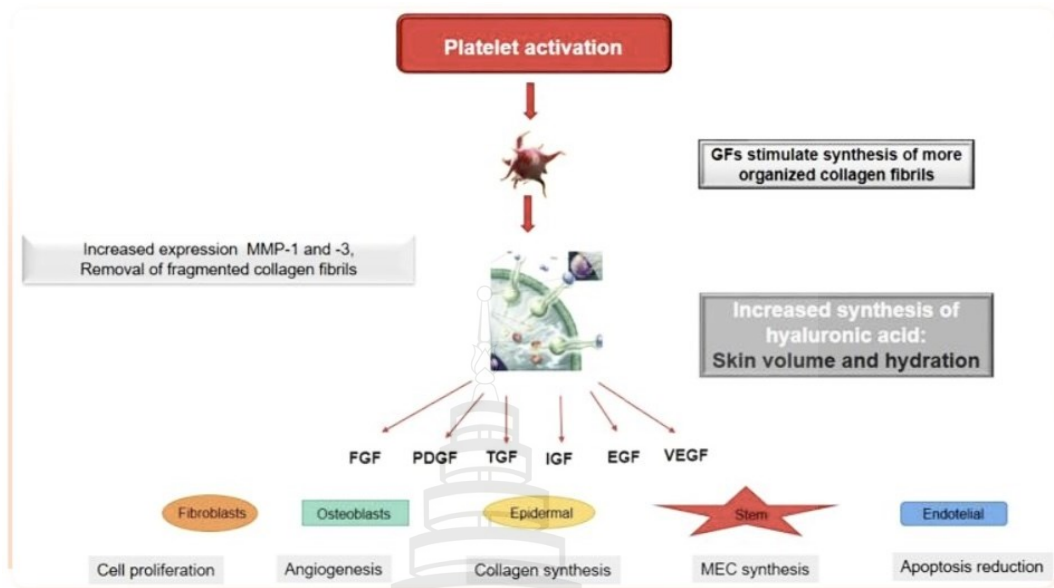 Platelet activation
GFs stimulate synthesis of more
organized collagen fibrils
Increased expression MMP-1 and -3,
Removal of fragmented collagen fibrils
Increased synthesis of
hyaluronic acid:
Skin volume and hydration
FGF PDGF TGF IGF EGF VEGF
Fibroblasts Osteoblasts Epidermal Stem Endotelial
Cell proliferation Angiogenesis Collagen synthesis MEC synthesis Apoptosis reduction